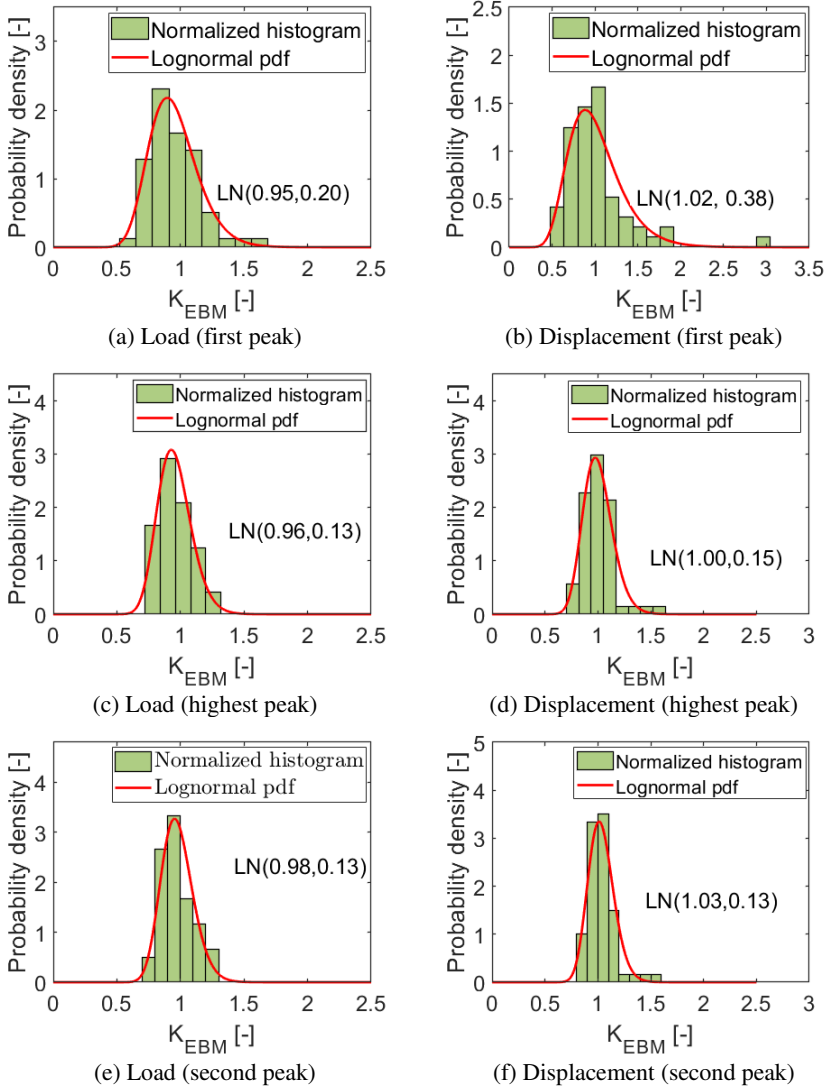 Probability density [-]
3
2
1
0
Normalized histogram
Lognormal pdf
LN(0.95,0.20)
0 0.5 1 1.5 2 2.5
K_EBM [-]
(a) Load (first peak)
Probability density [-]
2.5
2
1.5
1
0.5
0
Normalized histogram
Lognormal pdf
LN(1.02, 0.38)
0 0.5 1 1.5 2 2.5 3 3.5
K_EBM [-]
(b) Displacement (first peak)
Probability density [-]
4
3
2
1
0
Normalized histogram
Lognormal pdf
LN(0.96,0.13)
0 0.5 1 1.5 2 2.5
K_EBM [-]
(c) Load (highest peak)
Probability density [-]
4
3
2
1
0
Normalized histogram
Lognormal pdf
LN(1.00,0.15)
0 0.5 1 1.5 2 2.5 3
K_EBM [-]
(d) Displacement (highest peak)
Probability density [-]
4
3
2
1
0
Normalized histogram
Lognormal pdf
LN(0.98,0.13)
0 0.5 1 1.5 2 2.5
K_EBM [-]
(e) Load (second peak)
Probability density [-]
5
4
3
2
1
0
Normalized histogram
Lognormal pdf
LN(1.03,0.13)
0 0.5 1 1.5 2 2.5 3
K_EBM [-]
(f) Displacement (second peak)